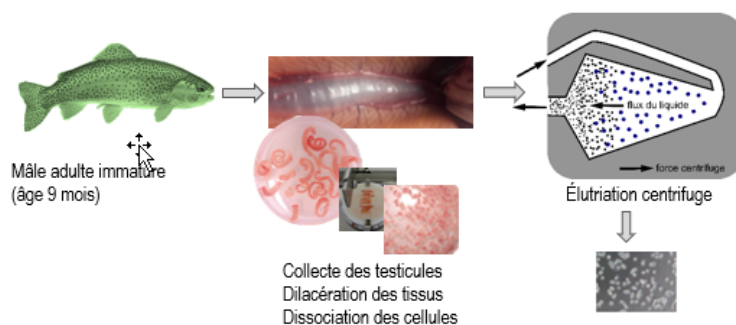 Mâle adulte immature
(âge 9 mois)
Collecte des testicules
Dilacération des tissus
Dissociation des cellules
flux du liquide
force centrifuge
Élutriation centrifuge